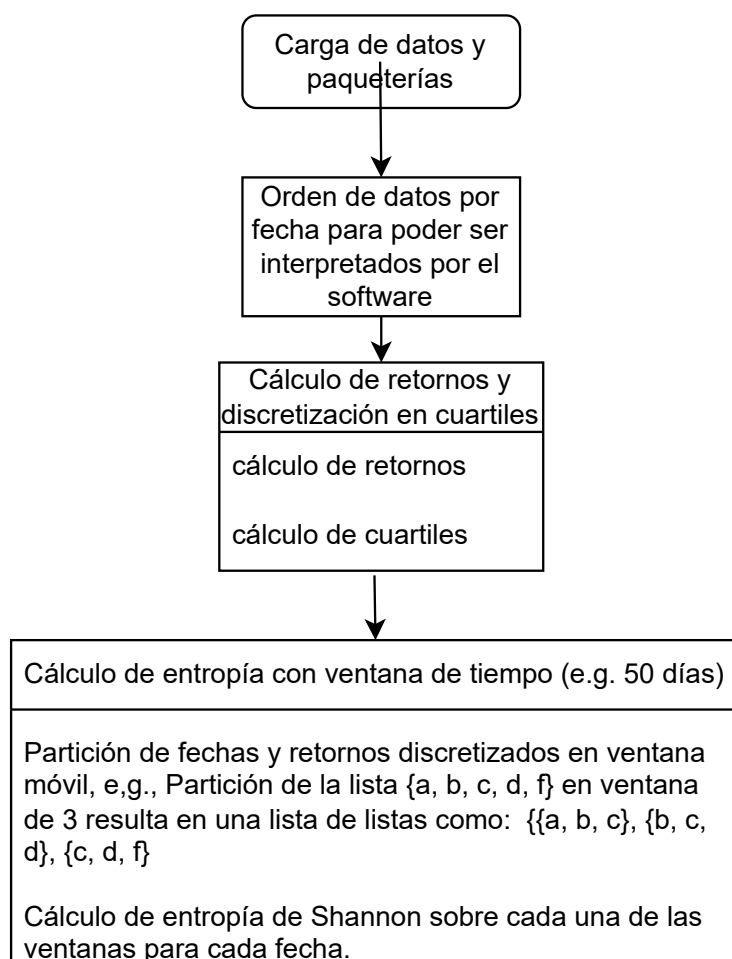 Carga de datos y
paqueterías
Orden de datos por
fecha para poder ser
interpretados por el
software
Cálculo de retornos y
discretización en cuartiles
cálculo de retornos
cálculo de cuartiles
Cálculo de entropía con ventana de tiempo (e.g. 50 días)
Partición de fechas y retornos discretizados en ventana
móvil, e,g., Partición de la lista {a, b, c, d, f} en ventana
de 3 resulta en una lista de listas como:  {{a, b, c}, {b, c,
d}, {c, d, f}
Cálculo de entropía de Shannon sobre cada una de las
ventanas para cada fecha.